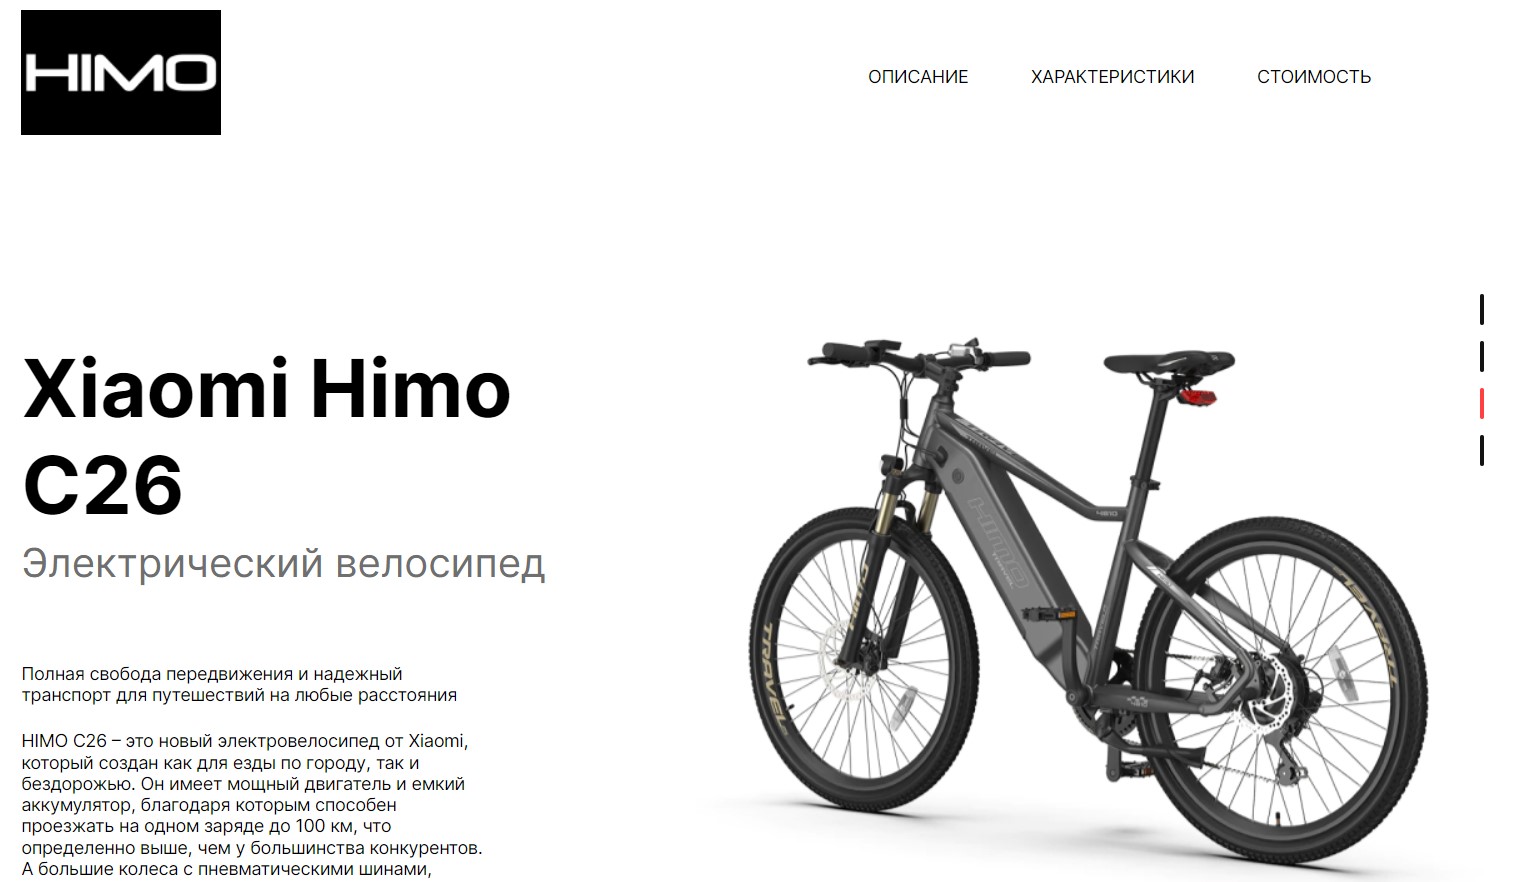 HIMO
ОПИСАНИЕ ХАРАКТЕРИСТИКИ СТОИМОСТЬ
Xiaomi Himo
C26
Электрический велосипед
Полная свобода передвижения и надежный
транспорт для путешествий на любые расстояния
HIMO C26 – это новый электровелосипед от Xiaomi,
который создан как для езды по городу, так и
бездорожью. Он имеет мощный двигатель и емкий
аккумулятор, благодаря которым способен
проезжать на одном заряде до 100 км, что
определенно выше, чем у большинства конкурентов.
А большие колеса с пневматическими шинами,
HIMO
TRAVEL
TRAVEL